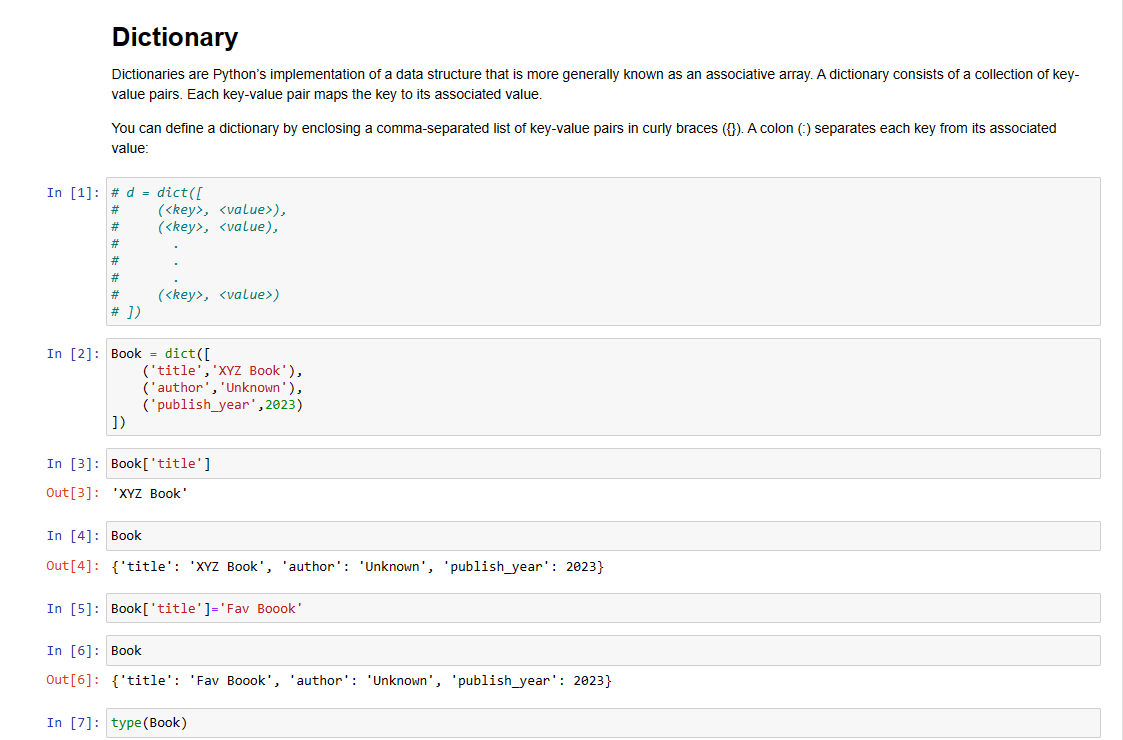 Dictionary
Dictionaries are Python's implementation of a data structure that is more generally known as an associative array. A dictionary consists of a collection of key-
value pairs. Each key-value pair maps the key to its associated value.
You can define a dictionary by enclosing a comma-separated list of key-value pairs in curly braces ({}). A colon (:) separates each key from its associated
value:
In [1]: # d = dict([
#     (<key>, <value>),
#     (<key>, <value),
#       .
#       .
#       .
#     (<key>, <value>)
# ])
In [2]: Book = dict([
    ('title','XYZ Book'),
    ('author','Unknown'),
    ('publish_year',2023)
])
In [3]: Book['title']
Out[3]: 'XYZ Book'
In [4]: Book
Out[4]: {'title': 'XYZ Book', 'author': 'Unknown', 'publish_year': 2023}
In [5]: Book['title']='Fav Boook'
In [6]: Book
Out[6]: {'title': 'Fav Boook', 'author': 'Unknown', 'publish_year': 2023}
In [7]: type(Book)